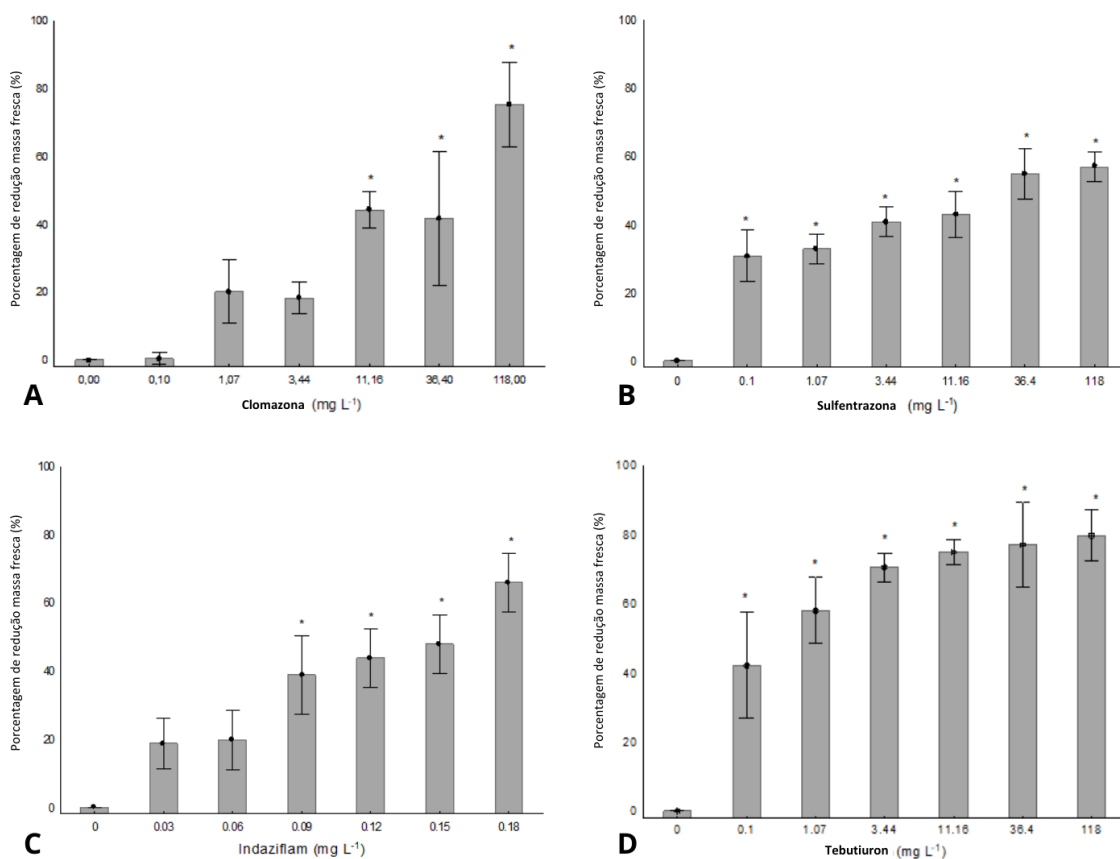 Porcentagem de redução massa fresca (%)
100
80
60
40
20
0
* * *
0,00 0,10 1,07 3,44 11,16 36,40 118,00
A
Clomazona (mg L-1)
Porcentagem de redução massa fresca (%)
100
80
60
40
20
0
* * * * * *
0 0.1 1.07 3.44 11.16 36.4 118
B
Sulfentrazona (mg L-1)
Porcentagem de redução massa fresca (%)
100
80
60
40
20
0
* * * *
0 0.03 0.06 0.09 0.12 0.15 0.18
C
Indaziflam (mg L-1)
Porcentagem de redução massa fresca (%)
100
80
60
40
20
0
* * * * * *
0 0.1 1.07 3.44 11.16 36.4 118
D
Tebutiuron (mg L-1)